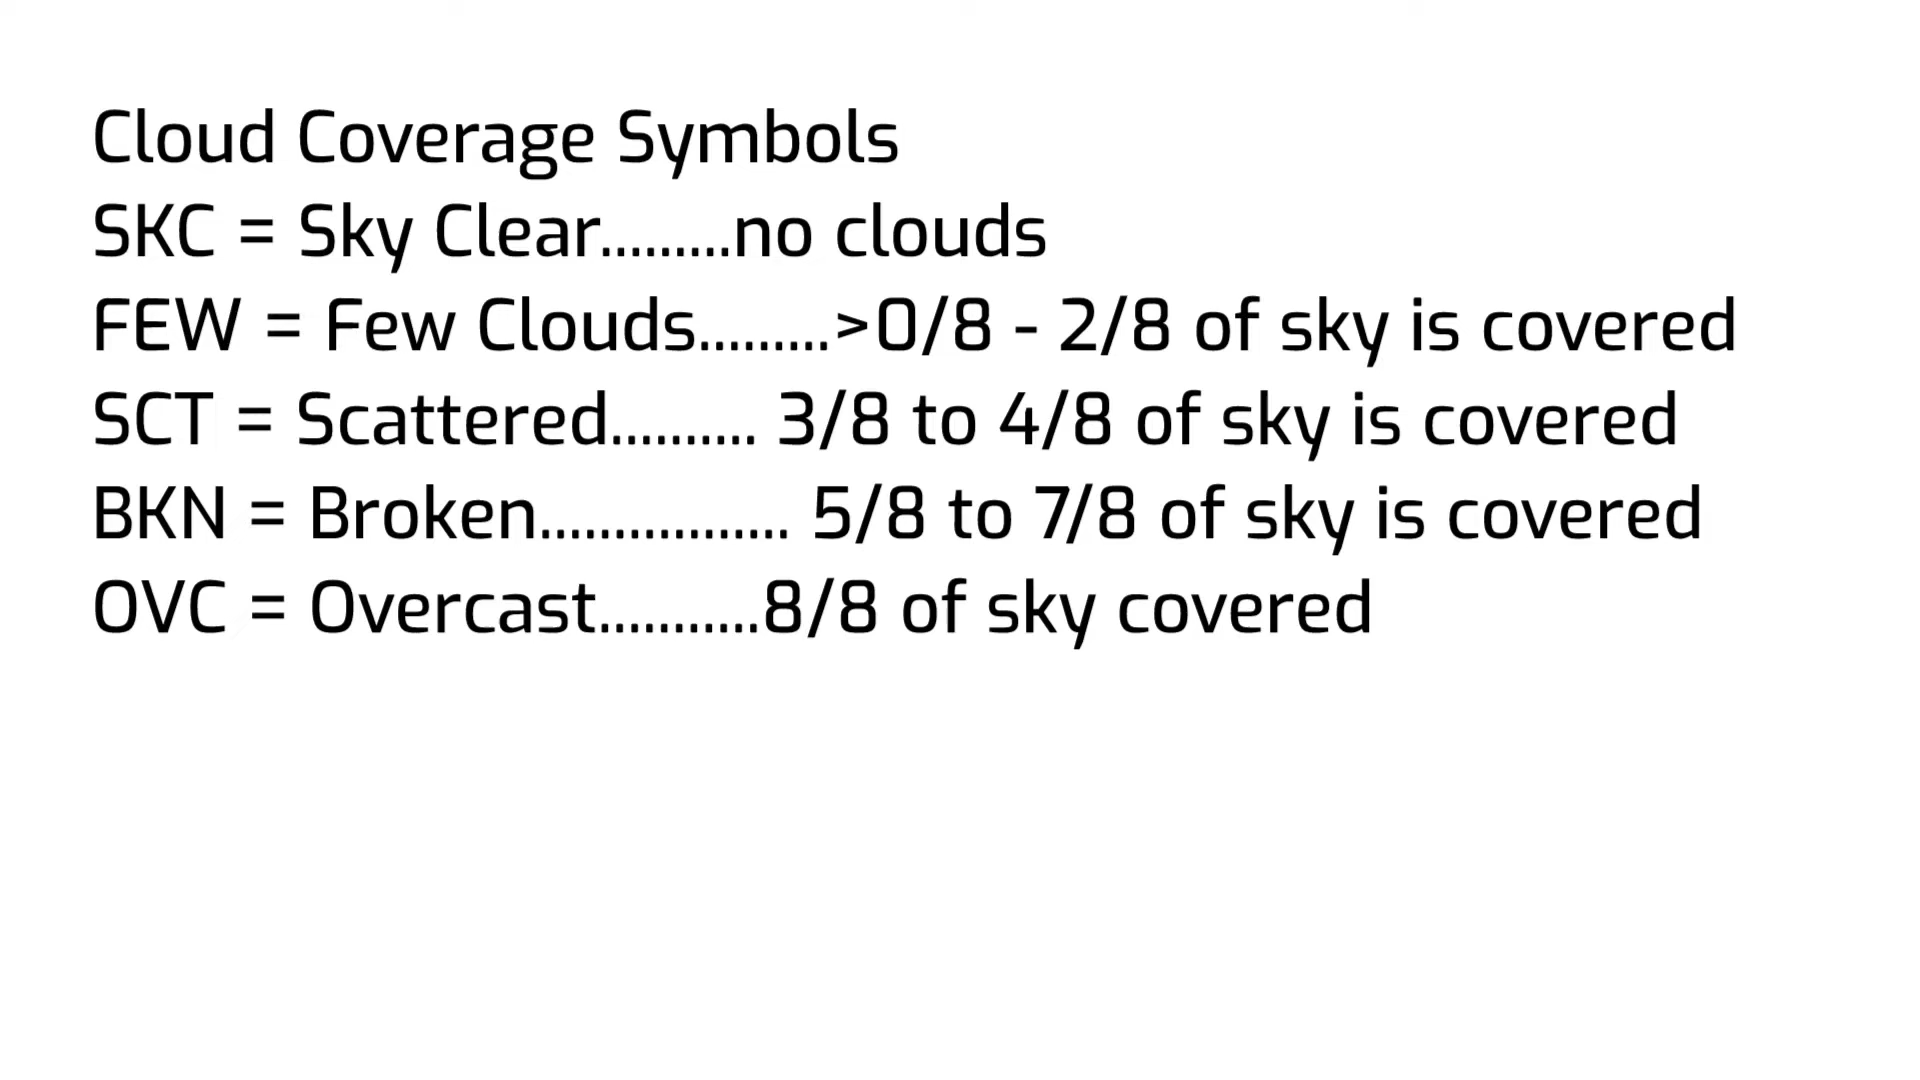 Cloud Coverage Symbols
SKC = Sky Clear.........no clouds
FEW = Few Clouds.........>0/8 - 2/8 of sky is covered
SCT = Scattered.......... 3/8 to 4/8 of sky is covered
BKN = Broken................. 5/8 to 7/8 of sky is covered
OVC = Overcast...........8/8 of sky covered